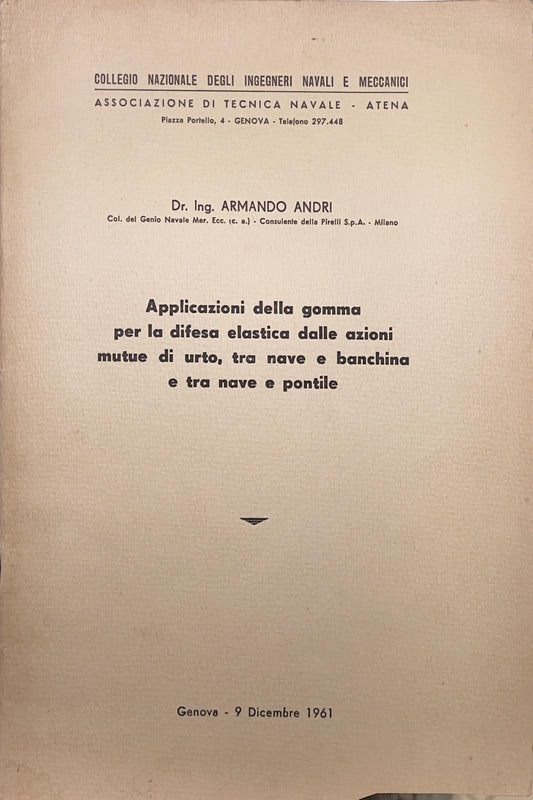 COLLEGIO NAZIONALE DEGLI INGEGNERI NAVALI E MECCANICI
ASSOCIAZIONE DI TECNICA NAVALE - ATENA
Piazza Portello, 4 - GENOVA - Telefono 297.448
Dr. Ing. ARMANDO ANDRI
Col. del Genio Navale Mer. Ecc. (c. a.) - Consulente della Pirelli S.p.A. - Milano
Applicazioni della gomma
per la difesa elastica dalle azioni
mutue di urto, tra nave e banchina
e tra nave e pontile
Genova - 9 Dicembre 1961